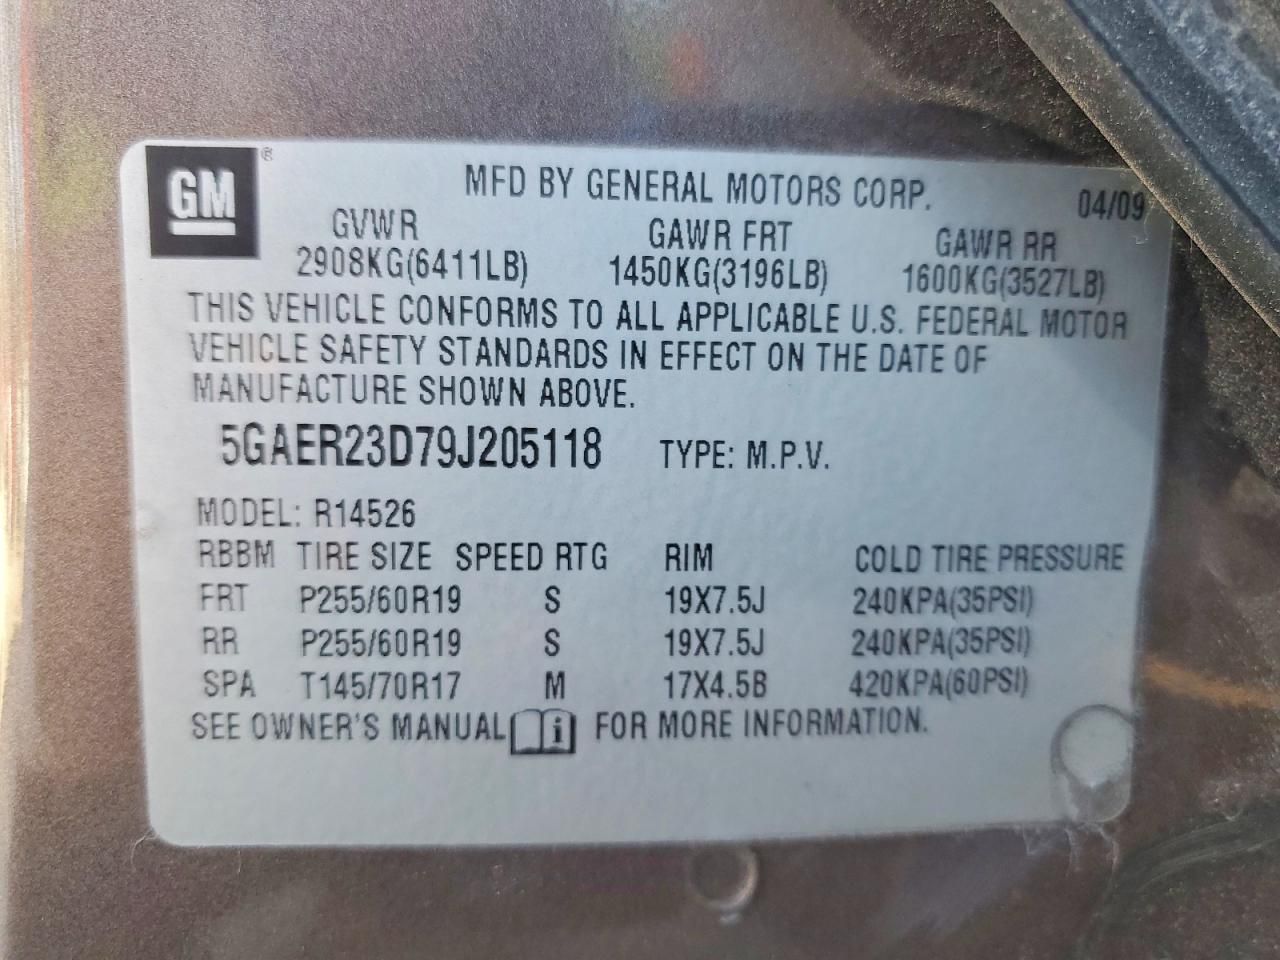 GM ®
MFD BY GENERAL MOTORS CORP. 04/09
GVWR GAWR FRT GAWR RR
2908KG(6411LB) 1450KG(3196LB) 1600KG(3527LB)
THIS VEHICLE CONFORMS TO ALL APPLICABLE U.S. FEDERAL MOTOR
VEHICLE SAFETY STANDARDS IN EFFECT ON THE DATE OF
MANUFACTURE SHOWN ABOVE.
5GAER23D79J205118 TYPE: M.P.V.
MODEL: R14526
RBBM TIRE SIZE SPEED RTG RIM COLD TIRE PRESSURE
FRT P255/60R19 S 19X7.5J 240KPA(35PSI)
RR P255/60R19 S 19X7.5J 240KPA(35PSI)
SPA T145/70R17 M 17X4.5B 420KPA(60PSI)
SEE OWNER'S MANUAL i FOR MORE INFORMATION.